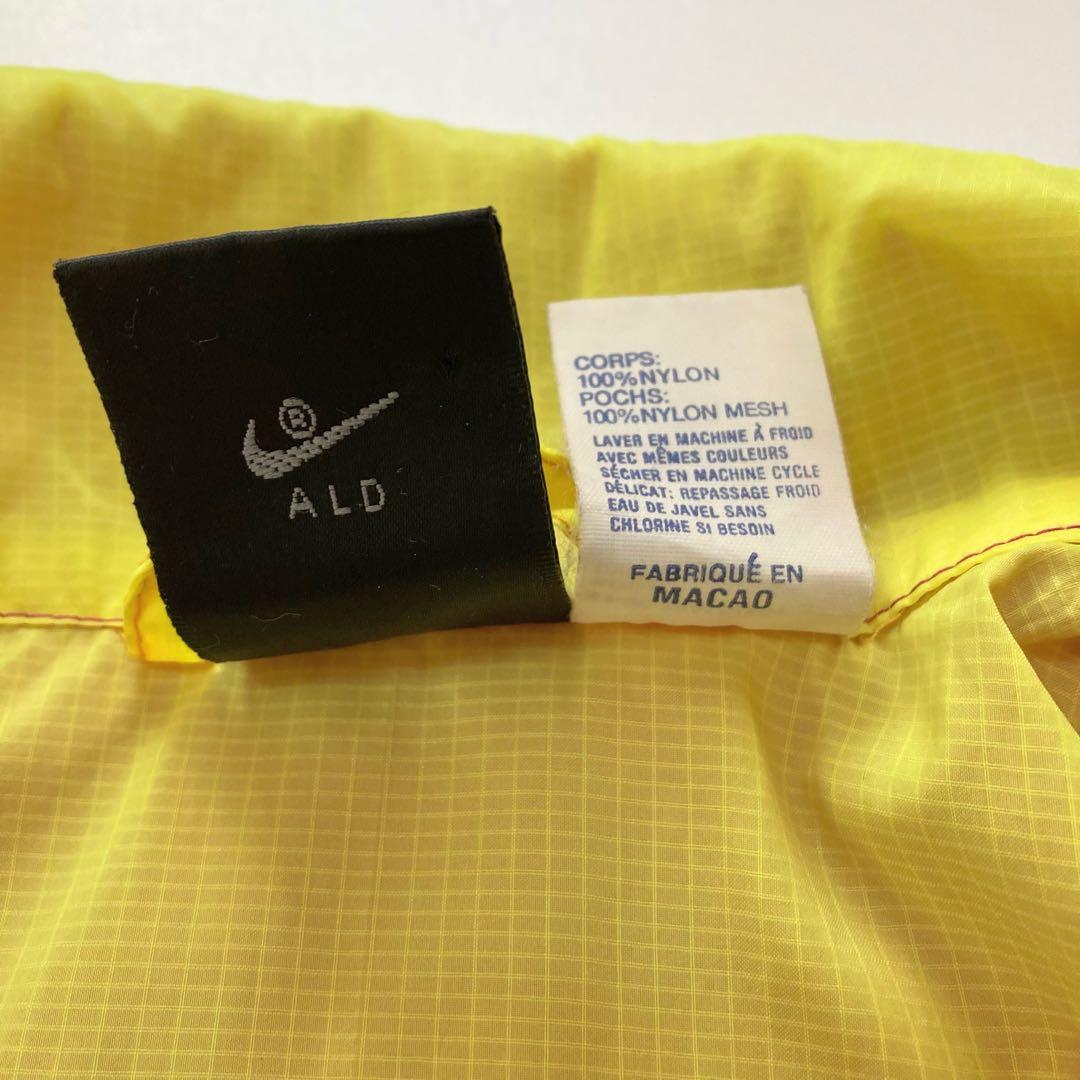 ®
ALD
CORPS:
100%NYLON
POCHS:
100%NYLON MESH
LAVER EN MACHINE À FROID
AVEC MÊMES COULEURS
SÉCHER EN MACHINE CYCLE
DÉLICAT: REPASSAGE FROID
EAU DE JAVEL SANS
CHLORINE SI BESOIN
FABRIQUÉ EN
MACAO